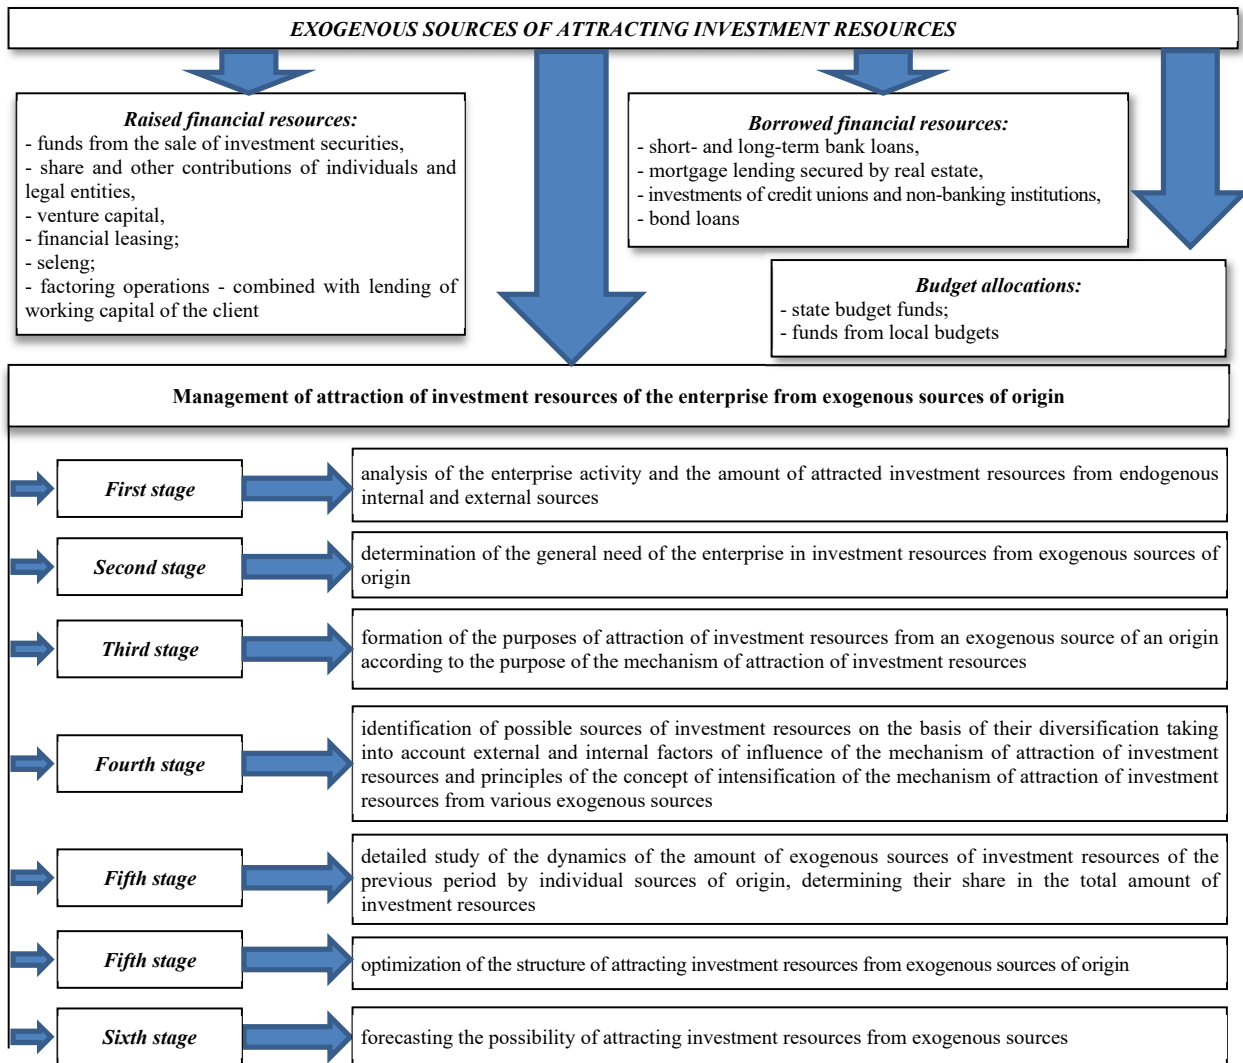 EXOGENOUS SOURCES OF ATTRACTING INVESTMENT RESOURCES
Raised financial resources:
- funds from the sale of investment securities,
- share and other contributions of individuals and
legal entities,
- venture capital,
- financial leasing;
- seleng;
- factoring operations - combined with lending of
working capital of the client
Borrowed financial resources:
- short- and long-term bank loans,
- mortgage lending secured by real estate,
- investments of credit unions and non-banking institutions,
- bond loans
Budget allocations:
- state budget funds;
- funds from local budgets
Management of attraction of investment resources of the enterprise from exogenous sources of origin
First stage
analysis of the enterprise activity and the amount of attracted investment resources from endogenous
internal and external sources
Second stage
determination of the general need of the enterprise in investment resources from exogenous sources of
origin
Third stage
formation of the purposes of attraction of investment resources from an exogenous source of an origin
according to the purpose of the mechanism of attraction of investment resources
Fourth stage
identification of possible sources of investment resources on the basis of their diversification taking
into account external and internal factors of influence of the mechanism of attraction of investment
resources and principles of the concept of intensification of the mechanism of attraction of investment
resources from various exogenous sources
Fifth stage
detailed study of the dynamics of the amount of exogenous sources of investment resources of the
previous period by individual sources of origin, determining their share in the total amount of
investment resources
Fifth stage
optimization of the structure of attracting investment resources from exogenous sources of origin
Sixth stage
forecasting the possibility of attracting investment resources from exogenous sources